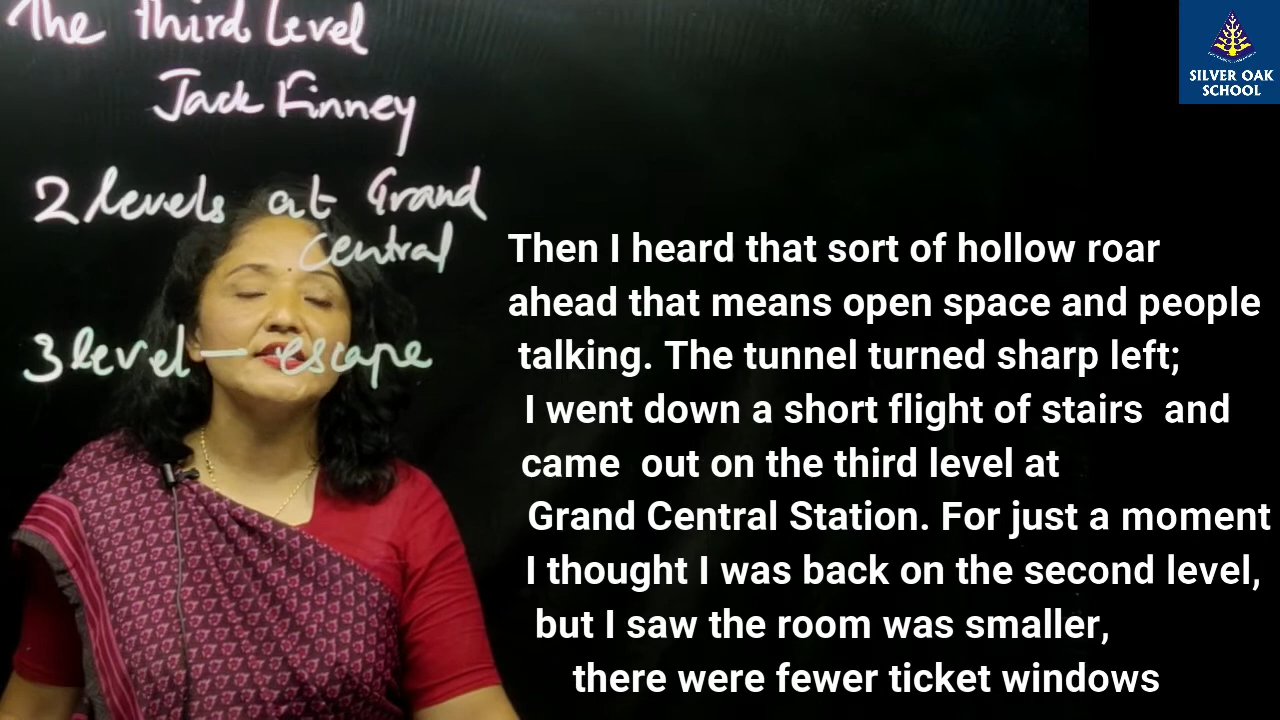 The third Level
Jack Finney
2 levels at Grand
Central
3 level — escape
SILVER OAK
SCHOOL
Then I heard that sort of hollow roar
ahead that means open space and people
talking. The tunnel turned sharp left;
I went down a short flight of stairs and
came out on the third level at
Grand Central Station. For just a moment
I thought I was back on the second level,
but I saw the room was smaller,
there were fewer ticket windows